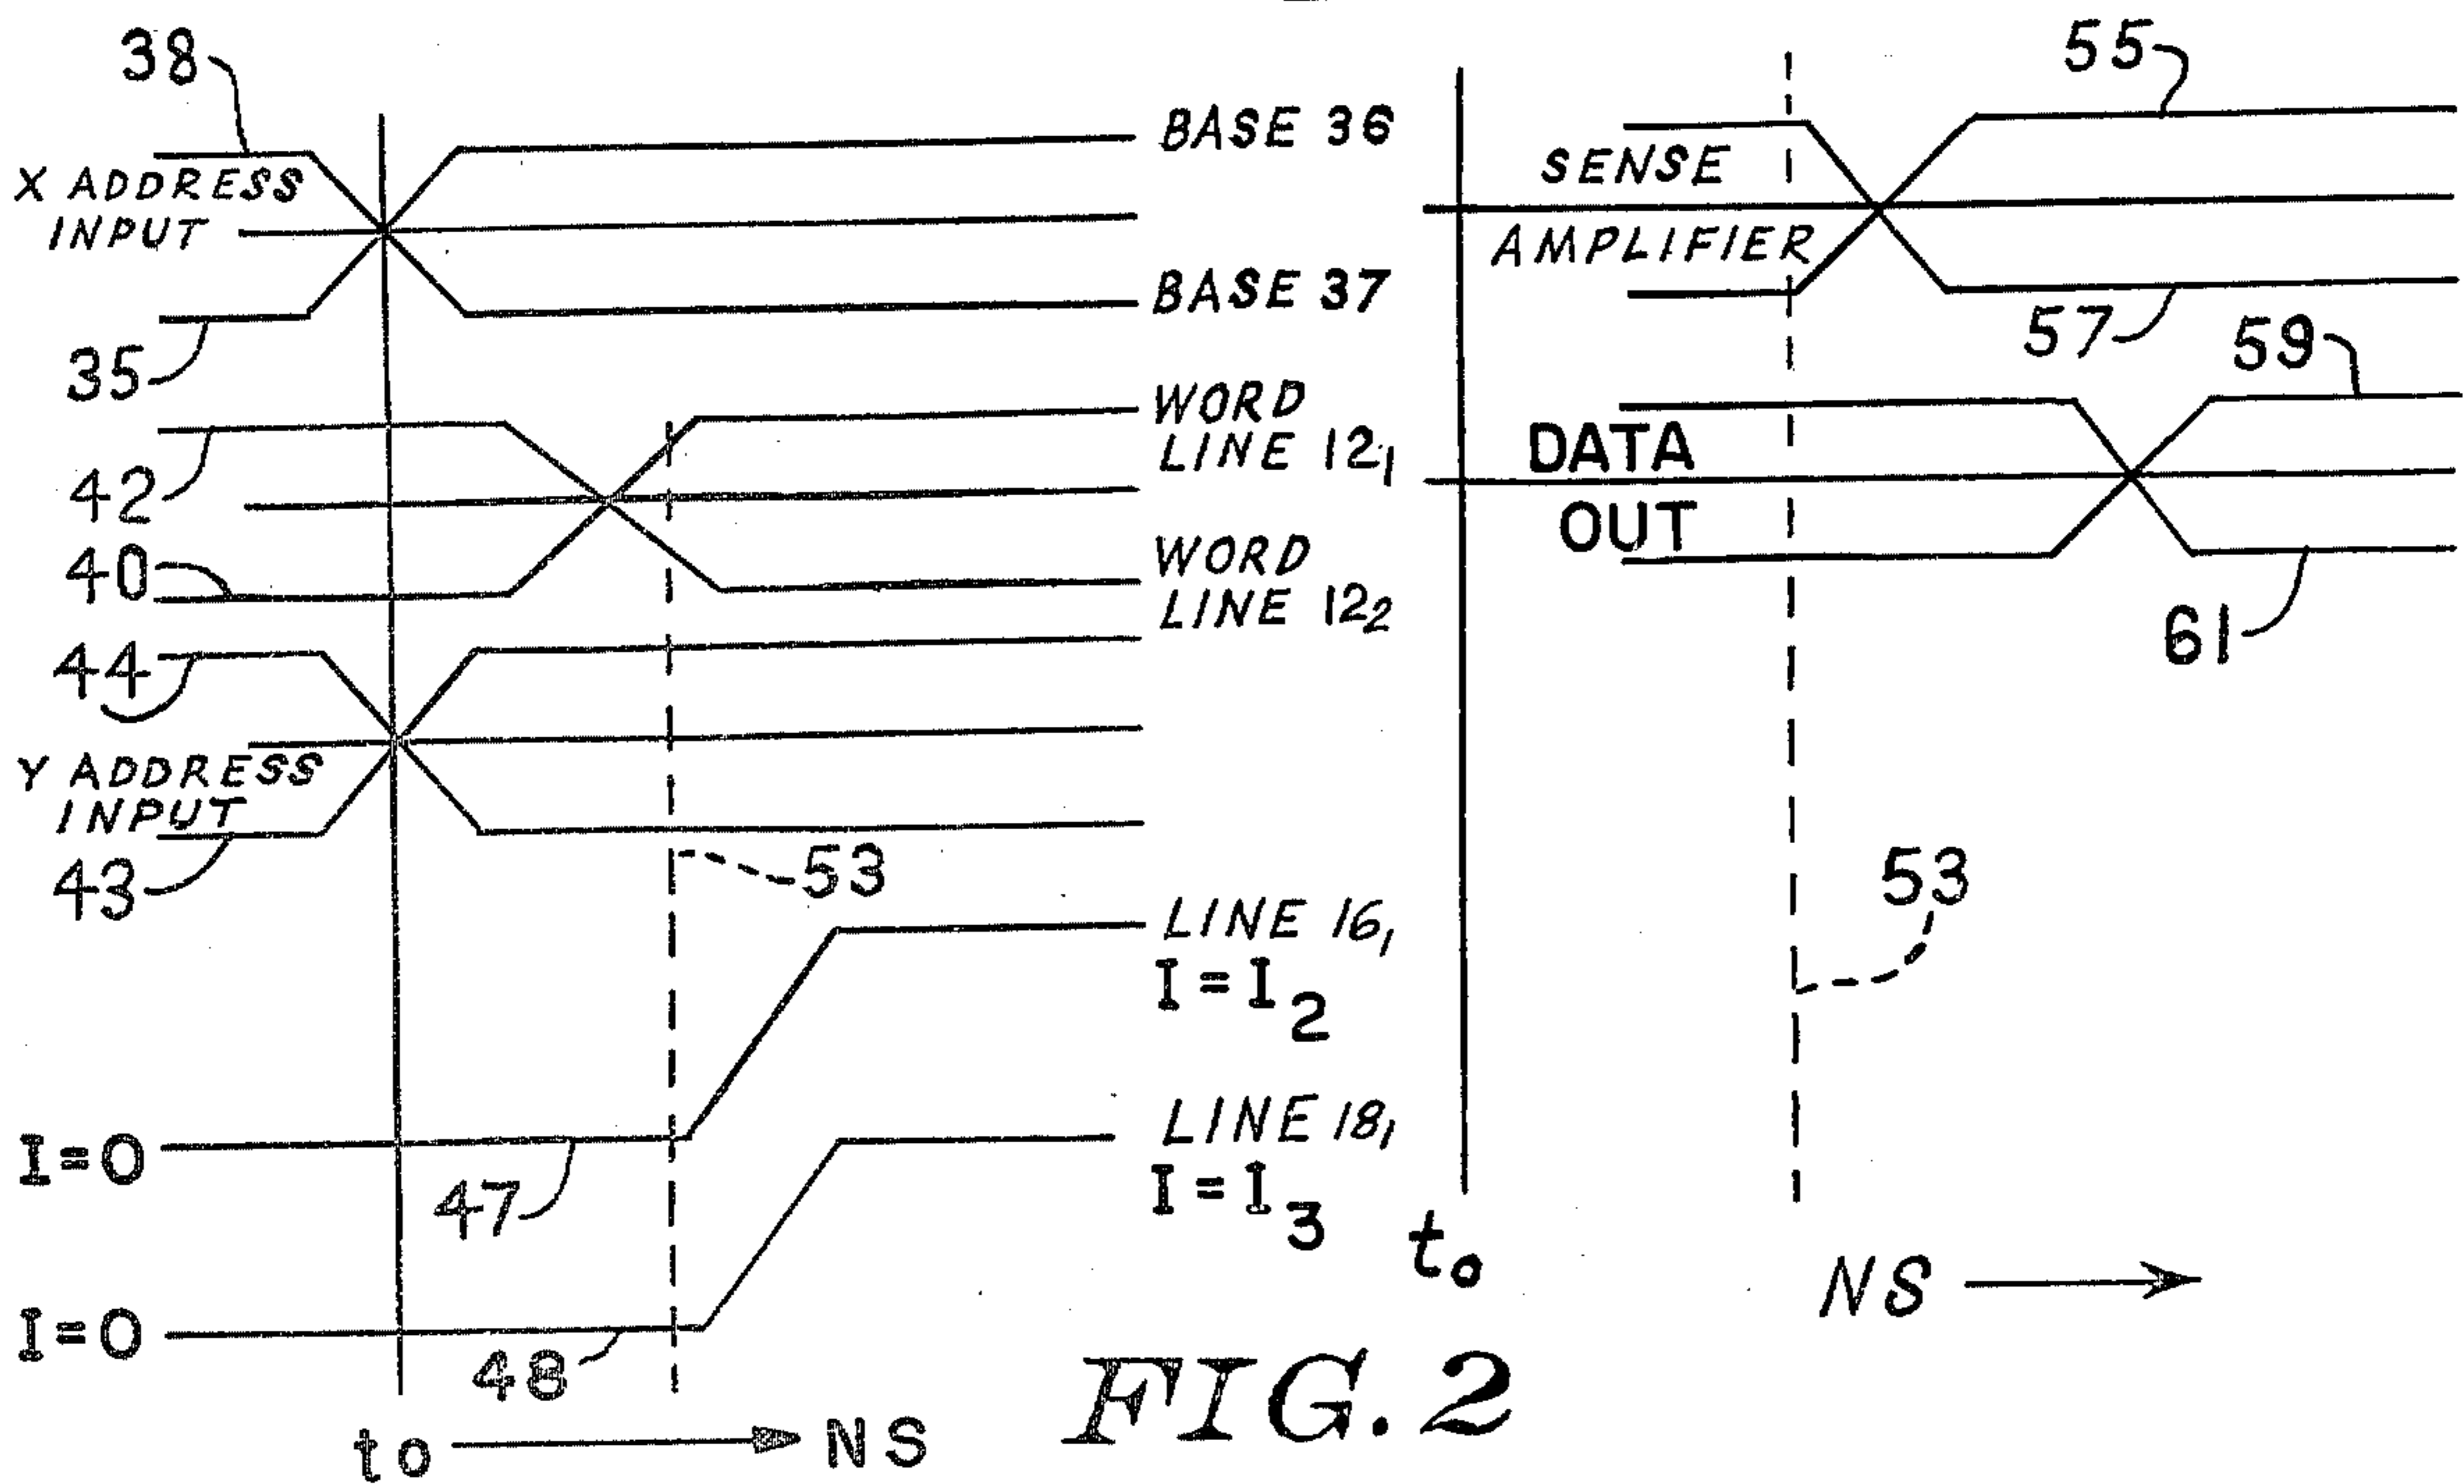 38
X ADDRESS
INPUT
35
BASE 36
BASE 37
42
40
WORD
LINE 12₁
WORD
LINE 12₂
44
Y ADDRESS
INPUT
43
53
LINE 16₁
I=I₂
I=0
47
LINE 18₁
I=I₃
I=0
48
t₀
NS
55
SENSE
AMPLIFIER
57
59
DATA
OUT
61
53
t₀
NS
FIG. 2